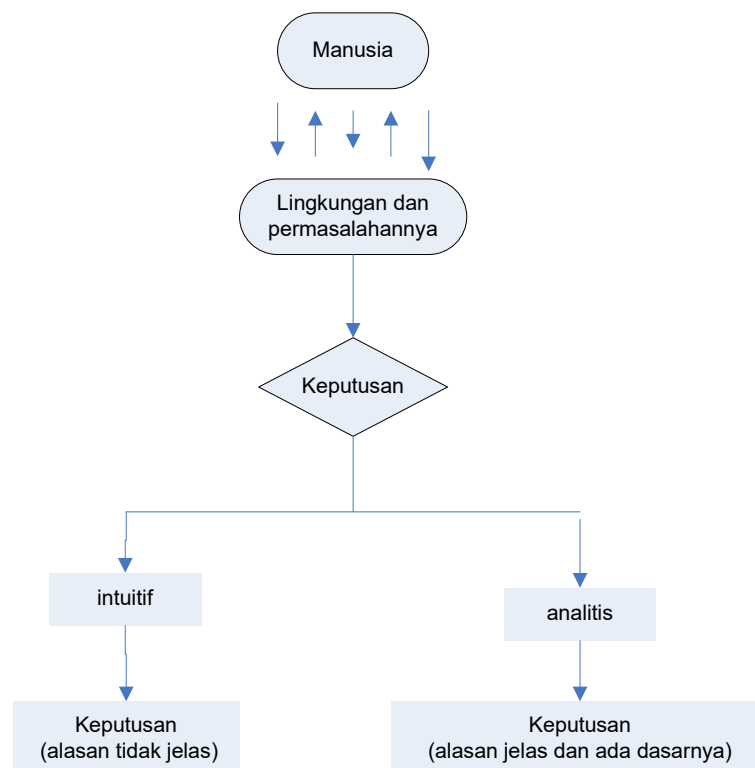 Manusia
Lingkungan dan
permasalahannya
Keputusan
intuitif
analitis
Keputusan
(alasan tidak jelas)
Keputusan
(alasan jelas dan ada dasarnya)